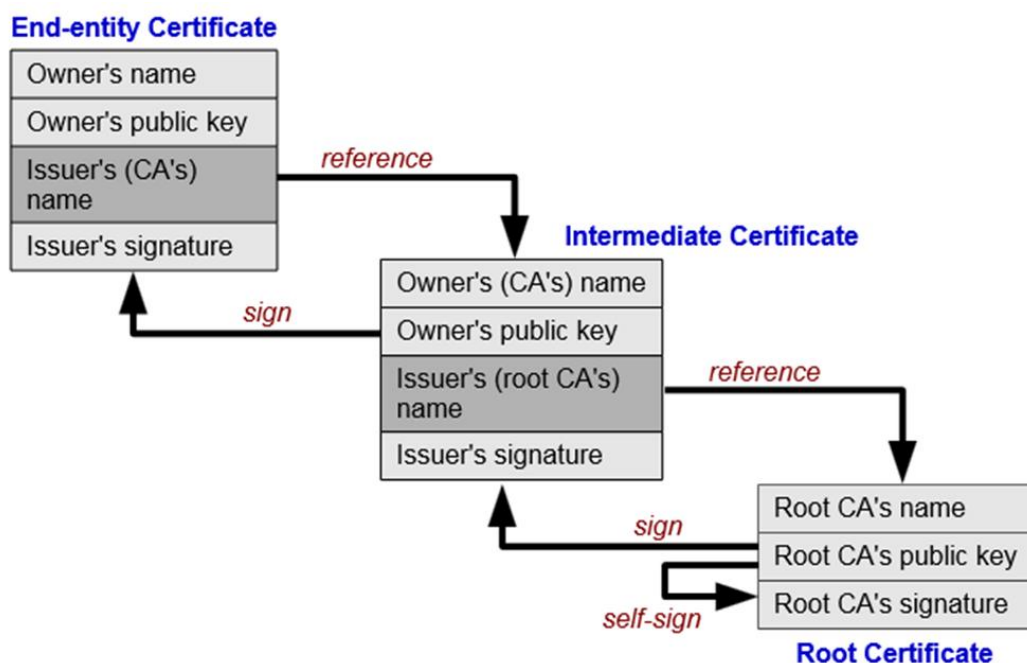 End-entity Certificate
Owner's name
Owner's public key
Issuer's (CA's)
name
Issuer's signature
reference
sign
Intermediate Certificate
Owner's (CA's) name
Owner's public key
Issuer's (root CA's)
name
Issuer's signature
reference
sign
self-sign
Root CA's name
Root CA's public key
Root CA's signature
Root Certificate